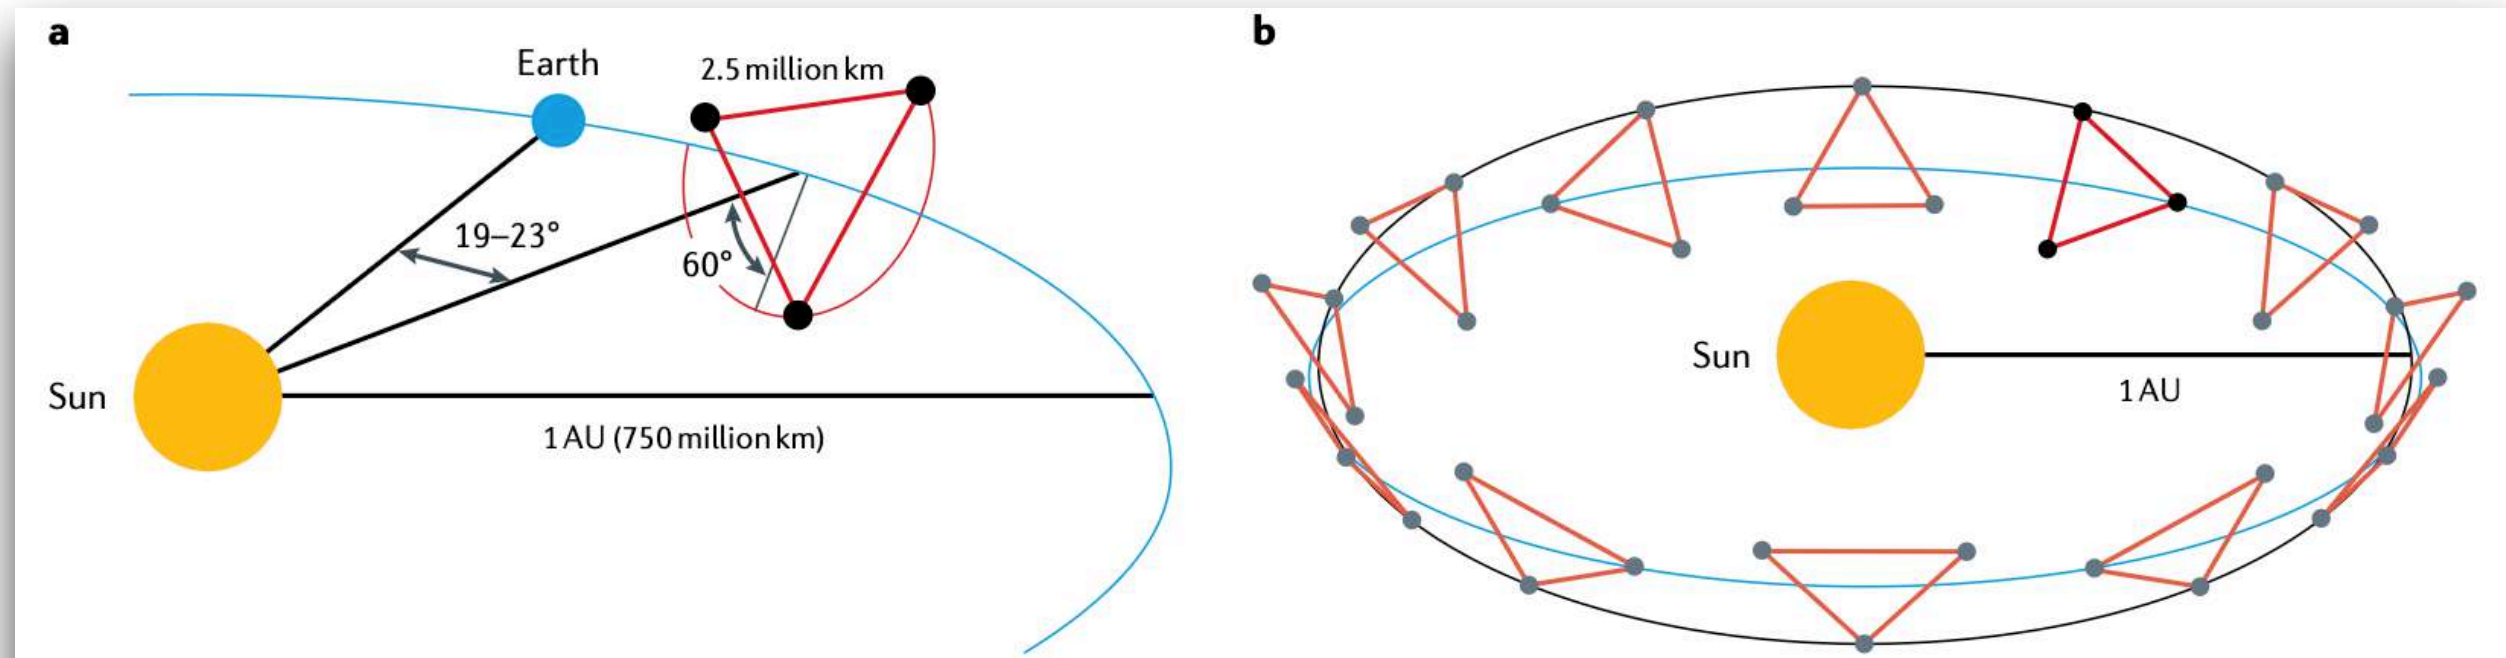 a
Earth
2.5 million km
19–23°
60°
Sun
1 AU (750 million km)
b
Sun
1 AU